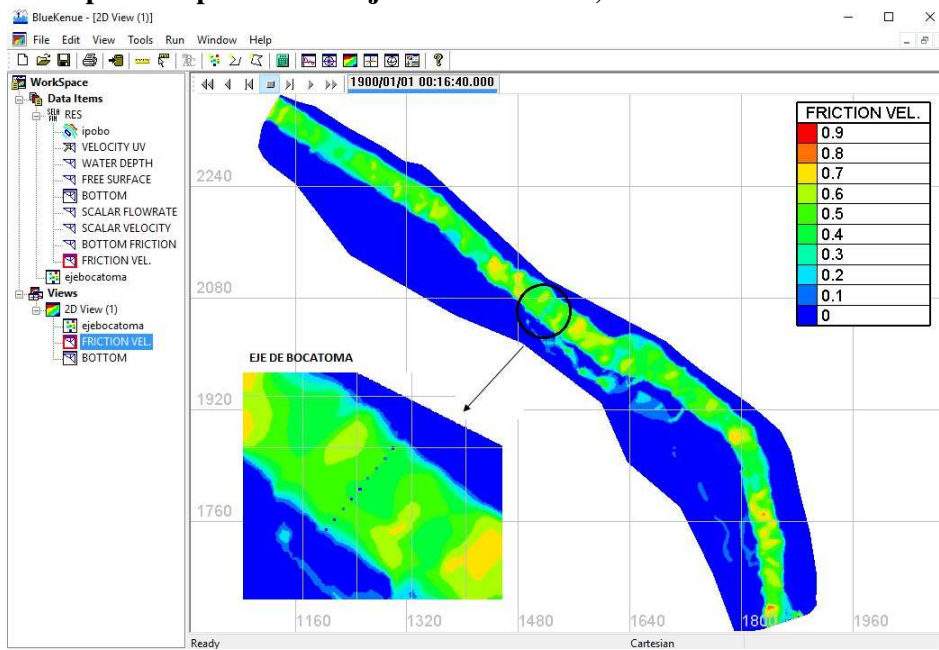 BlueKenue - [2D View (1)]
File Edit View Tools Run Window Help
1900/01/01 00:16:40.000
WorkSpace
Data Items
RES
ipobo
VELOCITY UV
WATER DEPTH
FREE SURFACE
BOTTOM
SCALAR FLOWRATE
SCALAR VELOCITY
BOTTOM FRICTION
FRICTION VEL.
ejebocatoma
Views
2D View (1)
ejebocatoma
FRICTION VEL.
BOTTOM
FRICTION VEL.
0.9
0.8
0.7
0.6
0.5
0.4
0.3
0.2
0.1
0
2240
2080
1920
1760
EJE DE BOCATOMA
1160 1320 1480 1640 1800 1960
Ready Cartesian